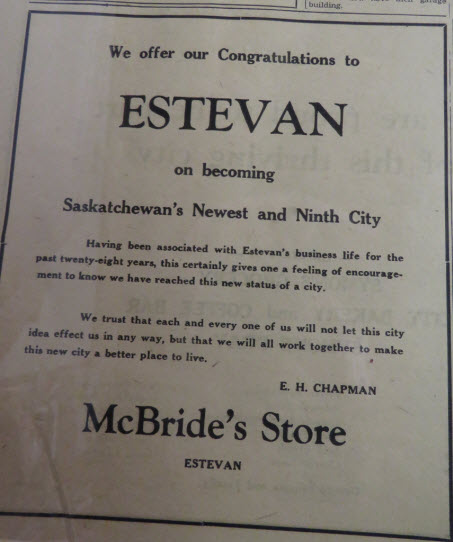 building.
We offer our Congratulations to
ESTEVAN
on becoming
Saskatchewan's Newest and Ninth City
Having been associated with Estevan's business life for the
past twenty-eight years, this certainly gives one a feeling of encourage-
ment to know we have reached this new status of a city.
We trust that each and every one of us will not let this city
idea effect us in any way, but that we will all work together to make
this new city a better place to live.
E. H. CHAPMAN
McBride's Store
ESTEVAN